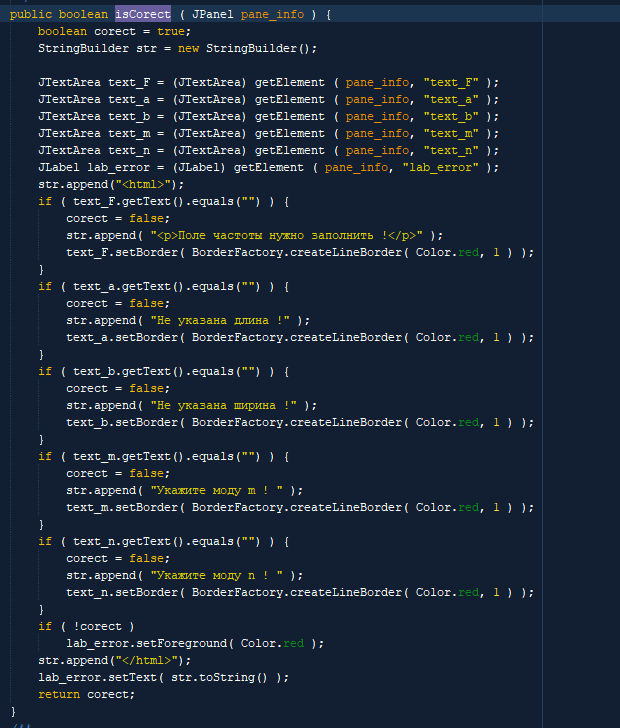 public boolean isCorect ( JPanel pane_info ) {
boolean corect = true;
StringBuilder str = new StringBuilder();
JTextArea text_F = (JTextArea) getElement ( pane_info, "text_F" );
JTextArea text_a = (JTextArea) getElement ( pane_info, "text_a" );
JTextArea text_b = (JTextArea) getElement ( pane_info, "text_b" );
JTextArea text_m = (JTextArea) getElement ( pane_info, "text_m" );
JTextArea text_n = (JTextArea) getElement ( pane_info, "text_n" );
JLabel lab_error = (JLabel) getElement ( pane_info, "lab_error" );
str.append("<html>");
if ( text_F.getText().equals("") ) {
corect = false;
str.append( "<p>Поле частоты нужно заполнить !</p>" );
text_F.setBorder( BorderFactory.createLineBorder( Color.red, 1 ) );
}
if ( text_a.getText().equals("") ) {
corect = false;
str.append( "Не указана длина !" );
text_a.setBorder( BorderFactory.createLineBorder( Color.red, 1 ) );
}
if ( text_b.getText().equals("") ) {
corect = false;
str.append( "Не указана ширина !" );
text_b.setBorder( BorderFactory.createLineBorder( Color.red, 1 ) );
}
if ( text_m.getText().equals("") ) {
corect = false;
str.append( "Укажите моду m ! " );
text_m.setBorder( BorderFactory.createLineBorder( Color.red, 1 ) );
}
if ( text_n.getText().equals("") ) {
corect = false;
str.append( "Укажите моду n ! " );
text_n.setBorder( BorderFactory.createLineBorder( Color.red, 1 ) );
}
if ( !corect )
lab_error.setForeground( Color.red );
str.append("</html>");
lab_error.setText( str.toString() );
return corect;
}